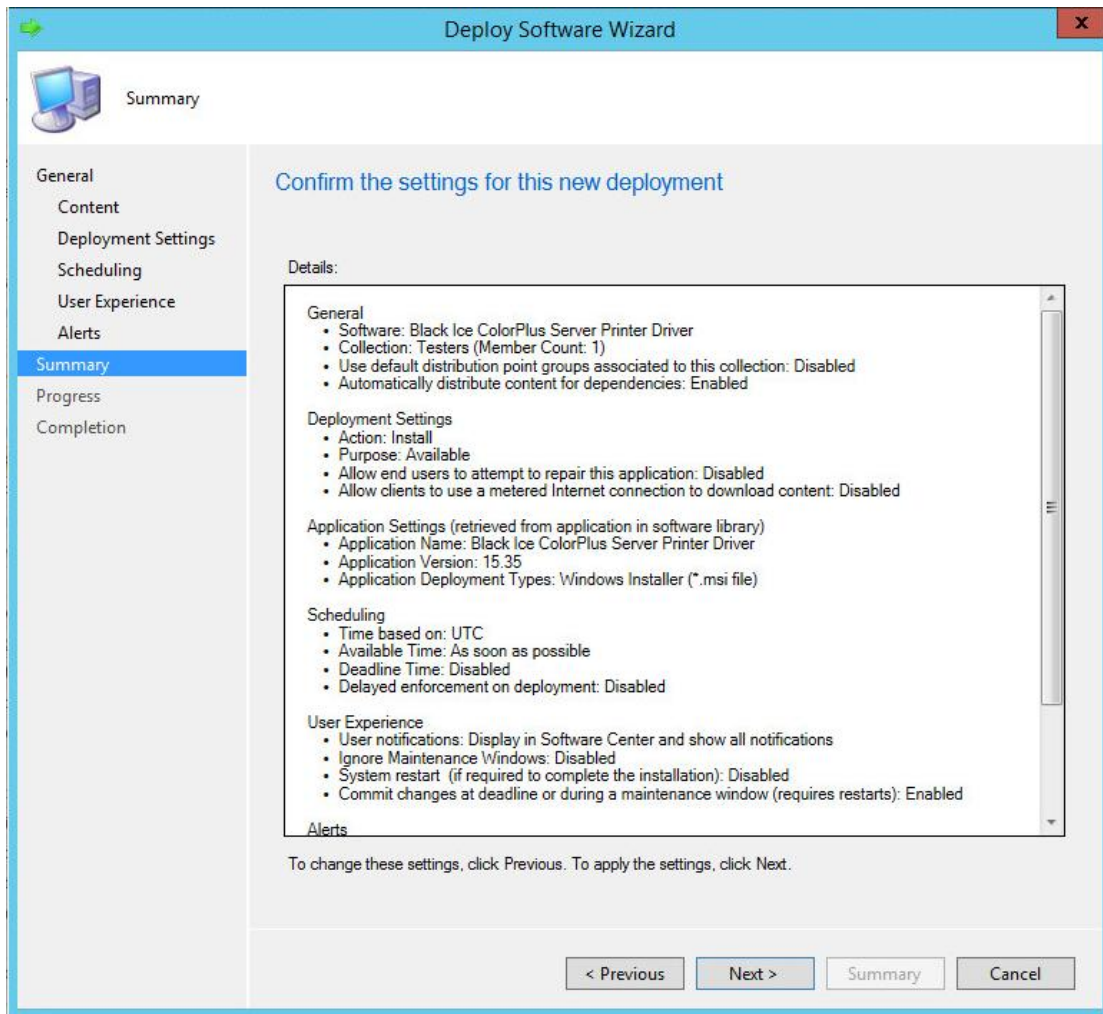 Deploy Software Wizard
x
Summary
General
Content
Deployment Settings
Scheduling
User Experience
Alerts
Summary
Progress
Completion
Confirm the settings for this new deployment
Details:
General
• Software: Black Ice ColorPlus Server Printer Driver
• Collection: Testers (Member Count: 1)
• Use default distribution point groups associated to this collection: Disabled
• Automatically distribute content for dependencies: Enabled
Deployment Settings
• Action: Install
• Purpose: Available
• Allow end users to attempt to repair this application: Disabled
• Allow clients to use a metered Internet connection to download content: Disabled
Application Settings (retrieved from application in software library)
• Application Name: Black Ice ColorPlus Server Printer Driver
• Application Version: 15.35
• Application Deployment Types: Windows Installer (*.msi file)
Scheduling
• Time based on: UTC
• Available Time: As soon as possible
• Deadline Time: Disabled
• Delayed enforcement on deployment: Disabled
User Experience
• User notifications: Display in Software Center and show all notifications
• Ignore Maintenance Windows: Disabled
• System restart (if required to complete the installation): Disabled
• Commit changes at deadline or during a maintenance window (requires restarts): Enabled
Alerts
To change these settings, click Previous. To apply the settings, click Next.
< Previous
Next >
Summary
Cancel